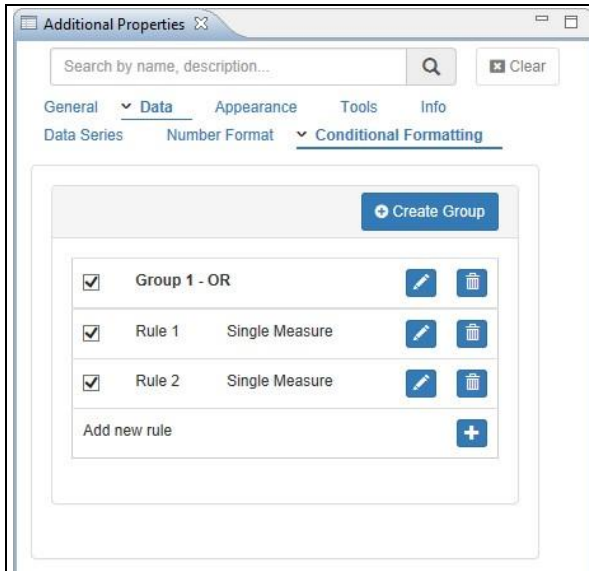 Additional Properties
Search by name, description...
Clear
General Data Appearance Tools Info
Data Series Number Format Conditional Formatting
Create Group
Group 1 - OR
Rule 1 Single Measure
Rule 2 Single Measure
Add new rule